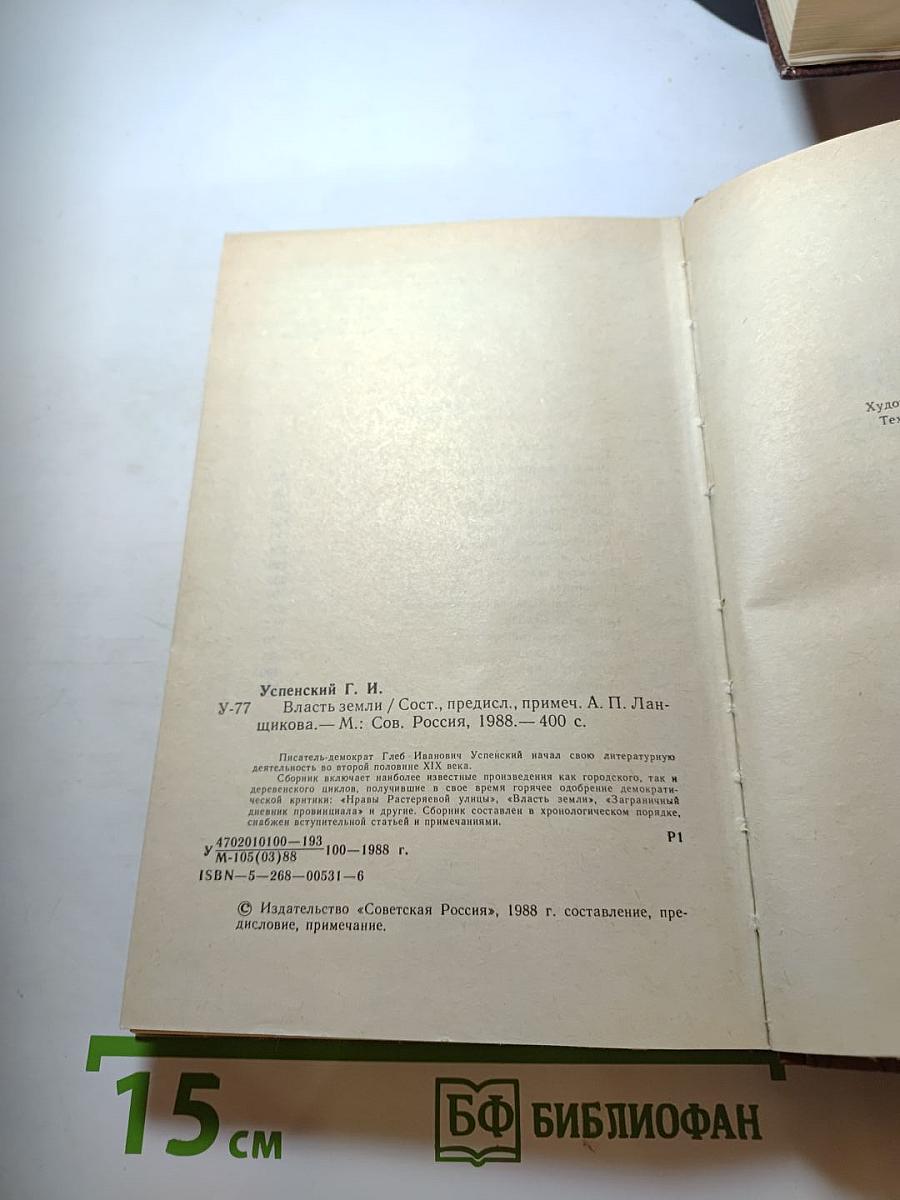 Успенский Г. И.
У-77 Власть земли / Сост., предисл., примеч. А. П. Лан-
щикова.— М.: Сов. Россия, 1988.— 400 с.
Писатель-демократ Глеб Иванович Успенский начал свою литературную
деятельность во второй половине XIX века.
Сборник включает наиболее известные произведения как городского, так и
деревенского циклов, получившие в свое время горячее одобрение демократи-
ческой критики: «Нравы Растеряевой улицы», «Власть земли», «Заграничный
дневник провинциала» и другие. Сборник составлен в хронологическом порядке,
снабжен вступительной статьей и примечаниями.
У 4702010100—193
М-105(03)88 100—1988 г.
Р1
ISBN—5—268—00531—6
© Издательство «Советская Россия», 1988 г. составление, пре-
дисловие, примечание.
Худо
Тех
15 см
БФ БИБЛИОФАН